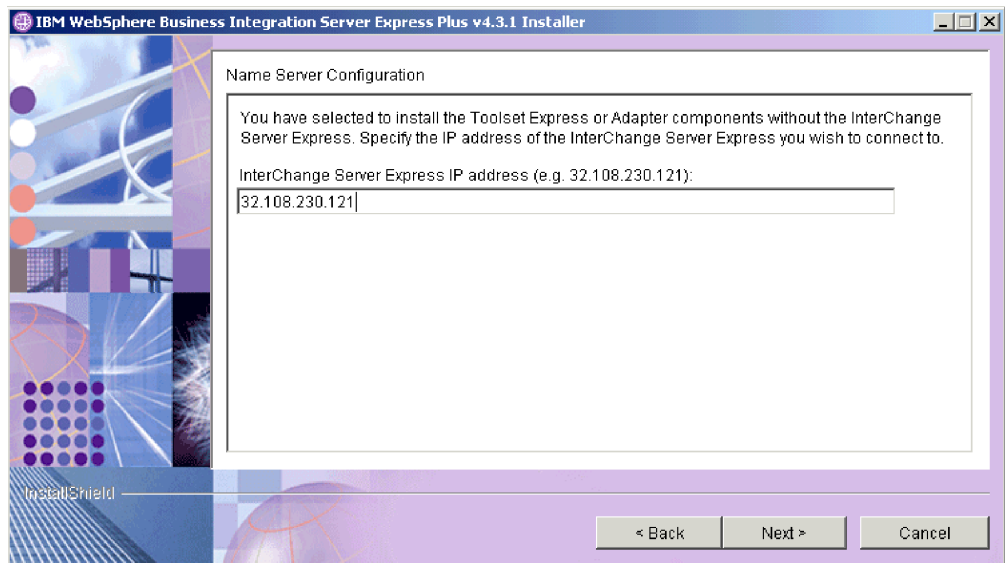 IBM WebSphere Business Integration Server Express Plus v4.3.1 Installer
Name Server Configuration
You have selected to install the Toolset Express or Adapter components without the InterChange
Server Express. Specify the IP address of the InterChange Server Express you wish to connect to.
InterChange Server Express IP address (e.g. 32.108.230.121):
32.108.230.121
InstallShield
< Back
Next >
Cancel